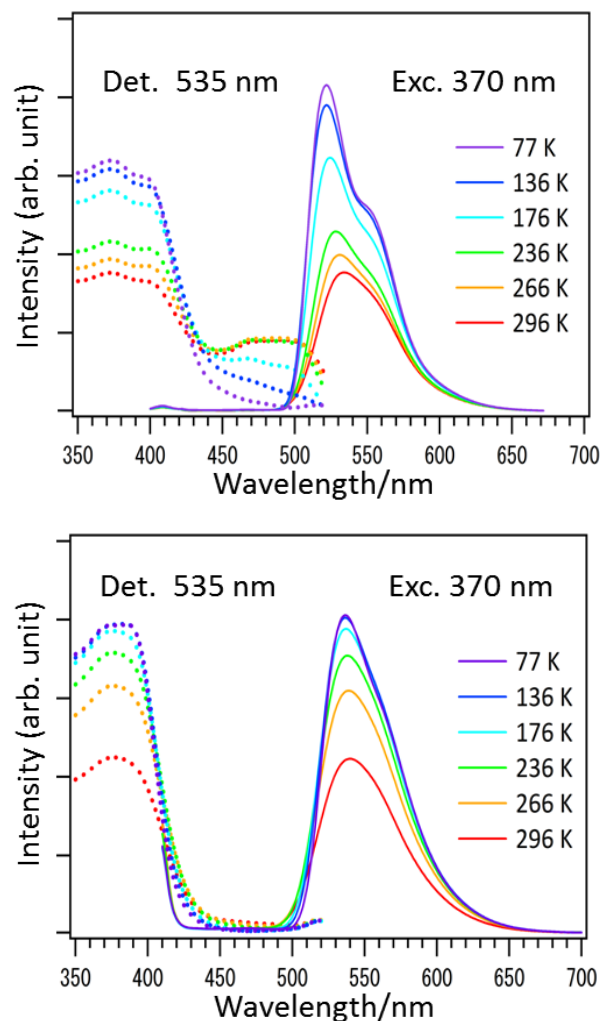 Det. 535 nm Exc. 370 nm
Intensity (arb. unit)
77 K
136 K
176 K
236 K
266 K
296 K
350 400 450 500 550 600 650 700
Wavelength/nm
Det. 535 nm Exc. 370 nm
Intensity (arb. unit)
77 K
136 K
176 K
236 K
266 K
296 K
350 400 450 500 550 600 650 700
Wavelength/nm